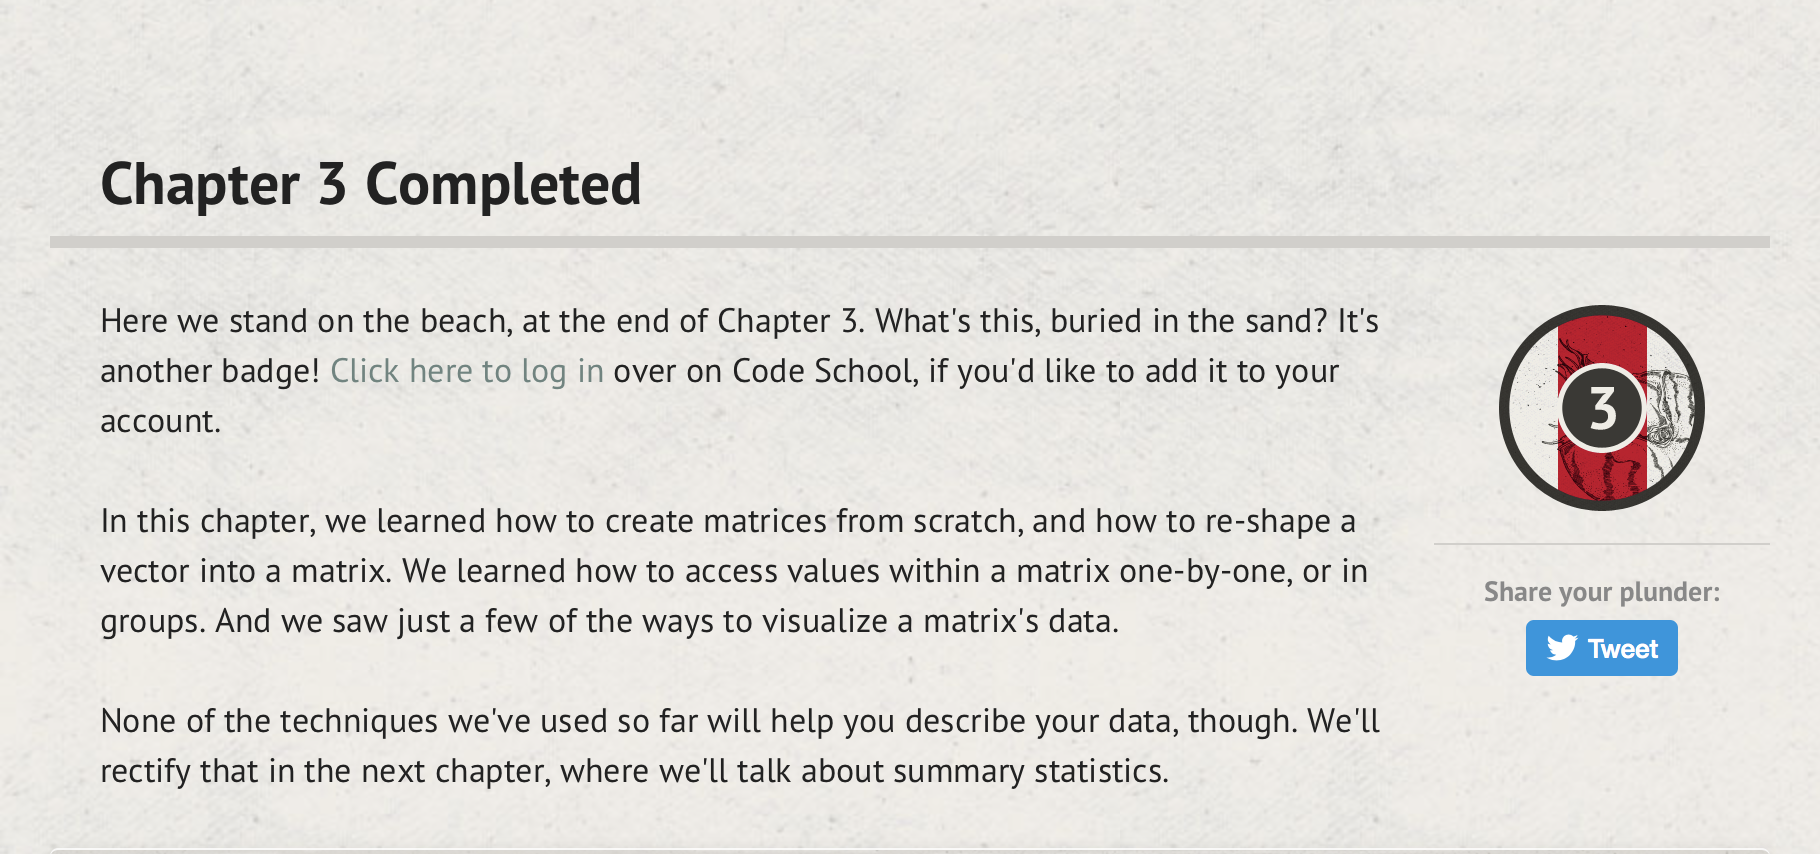 Chapter 3 Completed
Here we stand on the beach, at the end of Chapter 3. What's this, buried in the sand? It's
another badge! Click here to log in over on Code School, if you'd like to add it to your
account.
In this chapter, we learned how to create matrices from scratch, and how to re-shape a
vector into a matrix. We learned how to access values within a matrix one-by-one, or in
groups. And we saw just a few of the ways to visualize a matrix's data.
None of the techniques we've used so far will help you describe your data, though. We'll
rectify that in the next chapter, where we'll talk about summary statistics.
3
Share your plunder:
Tweet